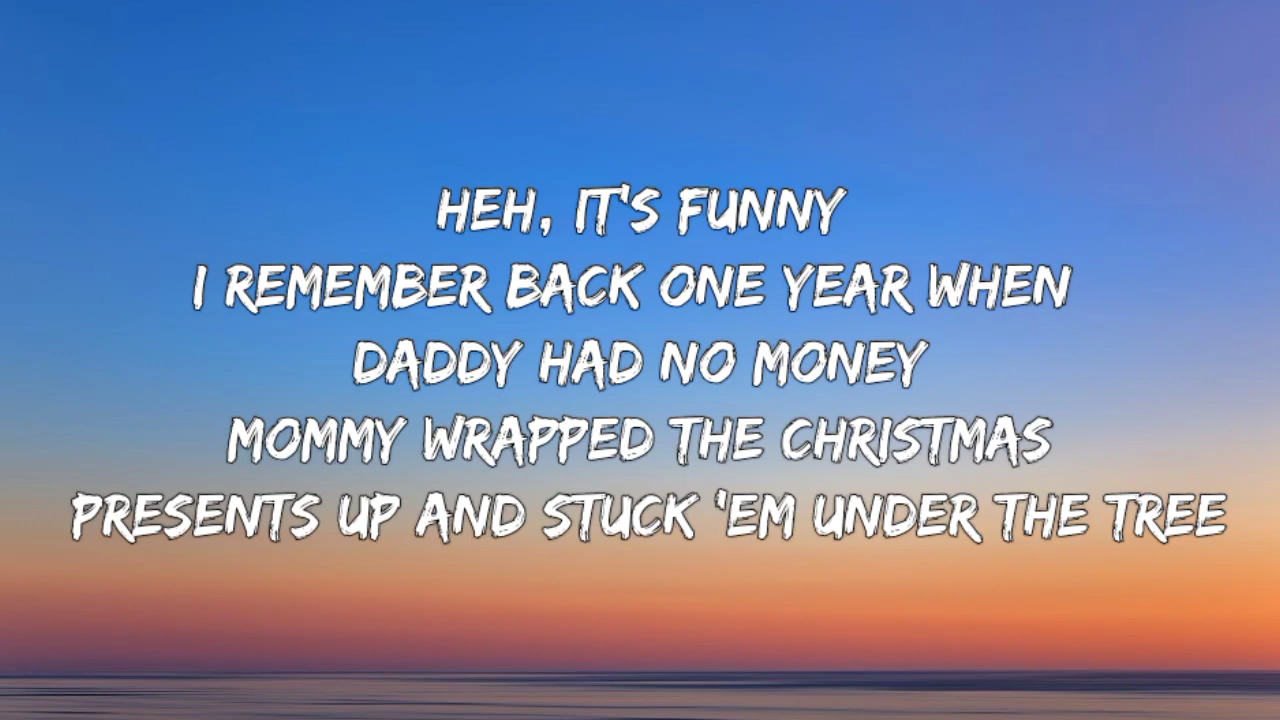 HEH, IT'S FUNNY
I REMEMBER BACK ONE YEAR WHEN
DADDY HAD NO MONEY
MOMMY WRAPPED THE CHRISTMAS
PRESENTS UP AND STUCK 'EM UNDER THE TREE